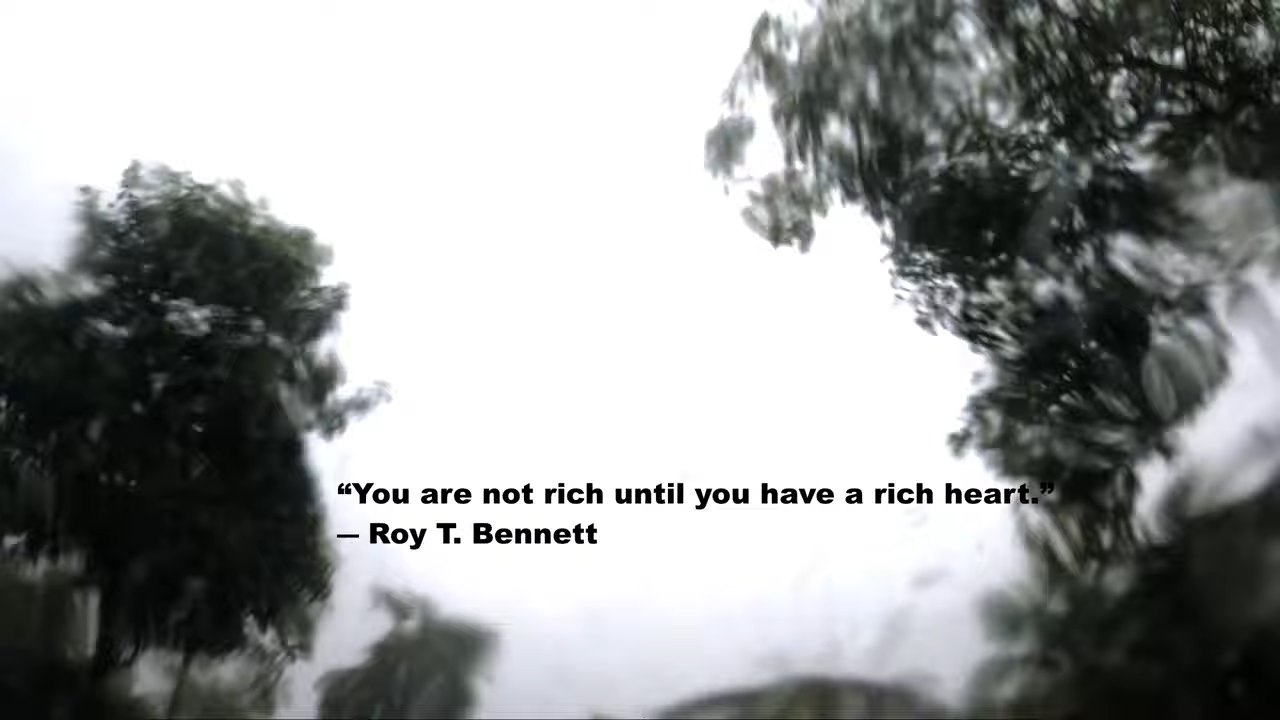 “You are not rich until you have a rich heart.”
― Roy T. Bennett